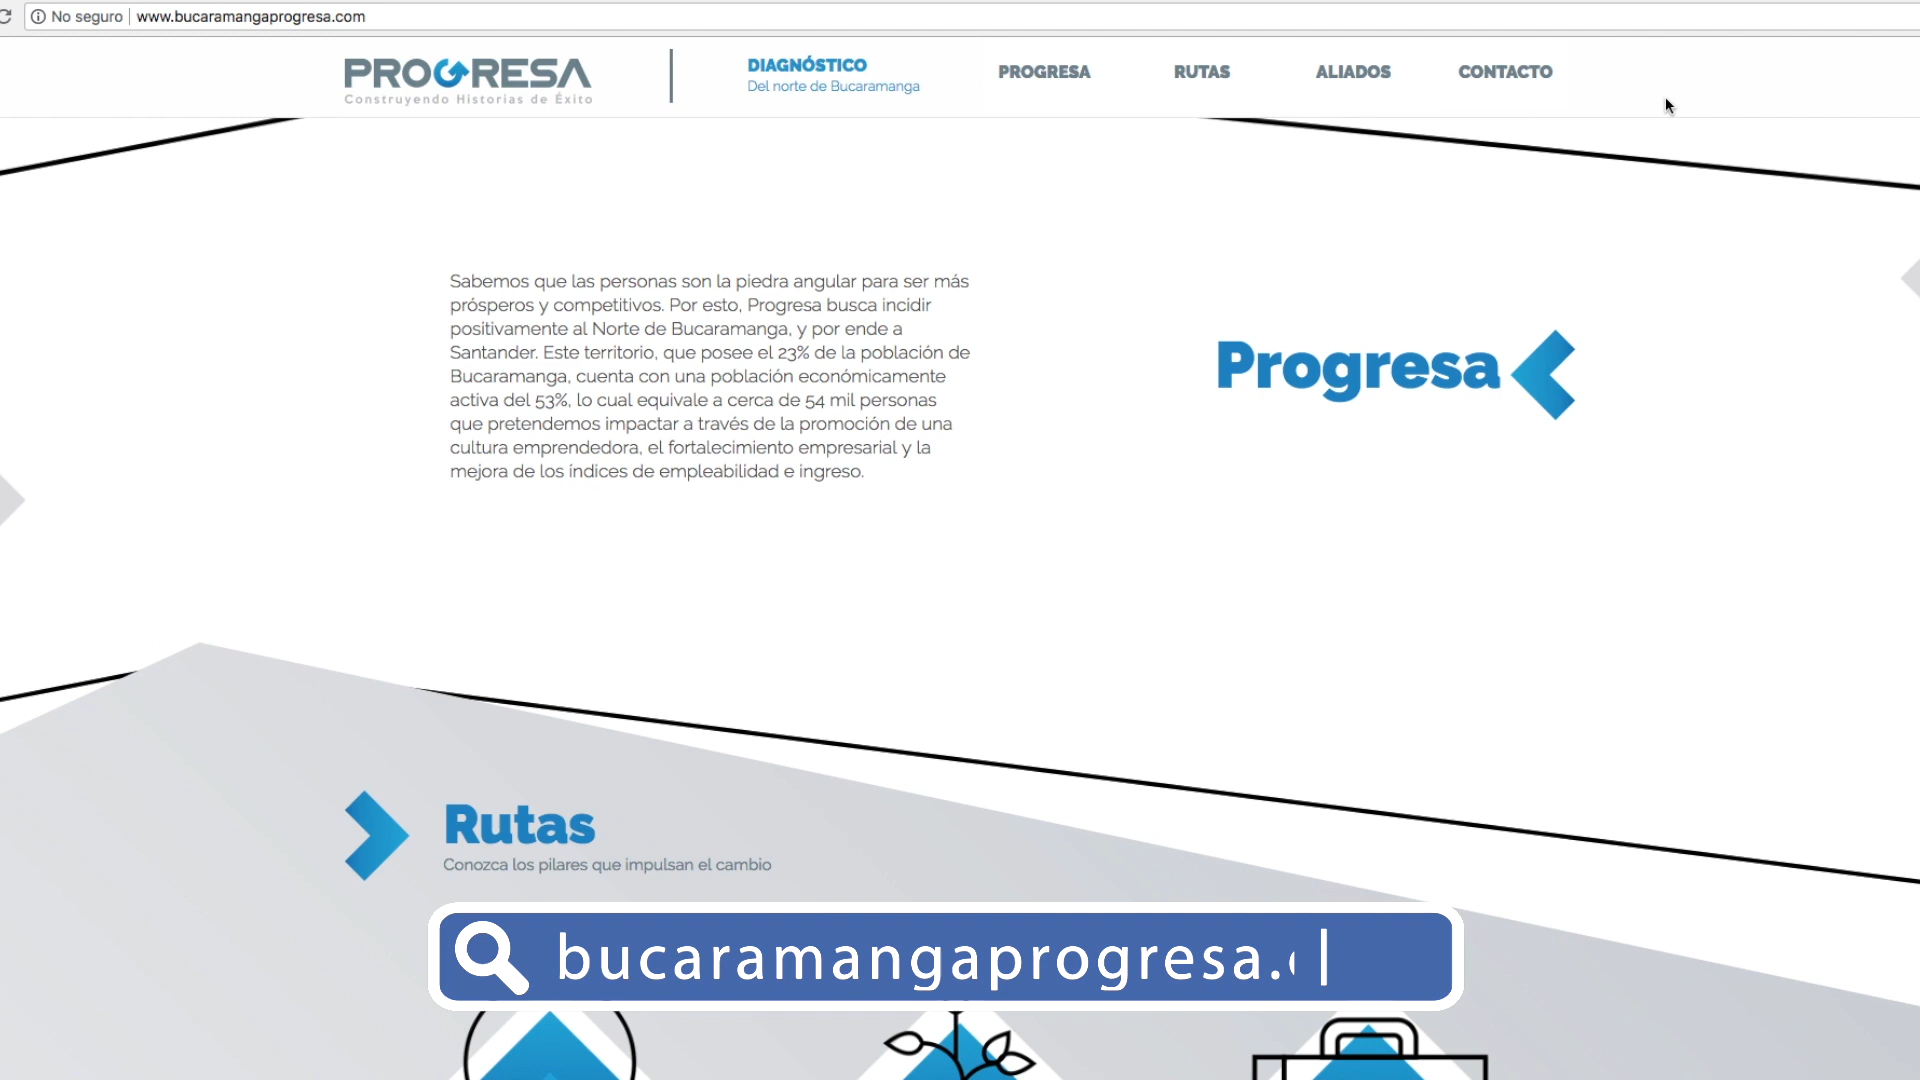 No seguro
www.bucaramangaprogresa.com
PROGRESA
Construyendo Historias de Éxito
DIAGNÓSTICO
Del norte de Bucaramanga
PROGRESA
RUTAS
ALIADOS
CONTACTO
Sabemos que las personas son la piedra angular para ser más
prósperos y competitivos. Por esto, Progresa busca incidir
positivamente al Norte de Bucaramanga, y por ende a
Santander. Este territorio, que posee el 23% de la población de
Bucaramanga, cuenta con una población económicamente
activa del 53%, lo cual equivale a cerca de 54 mil personas
que pretendemos impactar a través de la promoción de una
cultura emprendedora, el fortalecimiento empresarial y la
mejora de los índices de empleabilidad e ingreso.
Progresa
Rutas
Conozca los pilares que impulsan el cambio
bucaramangaprogresa.